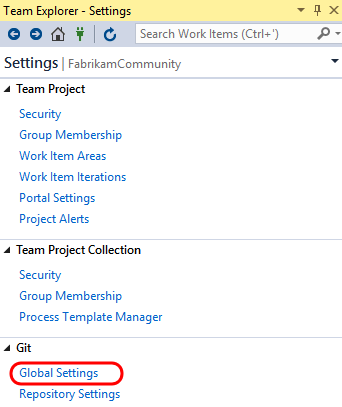 Team Explorer - Settings
Search Work Items (Ctrl+')
Settings | FabrikamCommunity
Team Project
Security
Group Membership
Work Item Areas
Work Item Iterations
Portal Settings
Project Alerts
Team Project Collection
Security
Group Membership
Process Template Manager
Git
Global Settings
Repository Settings